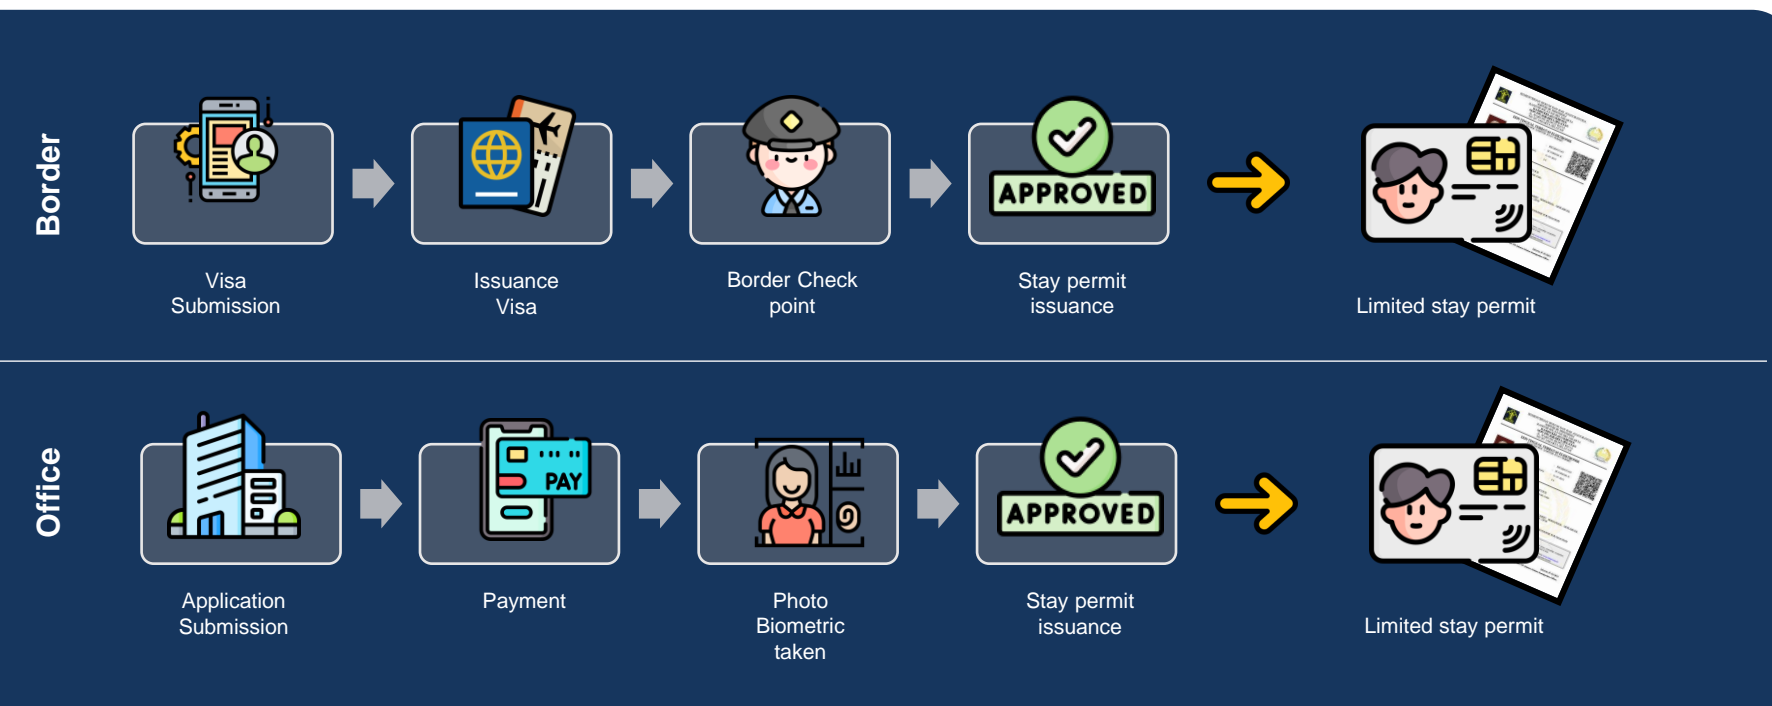 Border
APPROVED
Visa
Submission
Issuance
Visa
Border Check
point
Stay permit
issuance
Limited stay permit
Office
PAY
APPROVED
Application
Submission
Payment
Photo
Biometric
taken
Stay permit
issuance
Limited stay permit